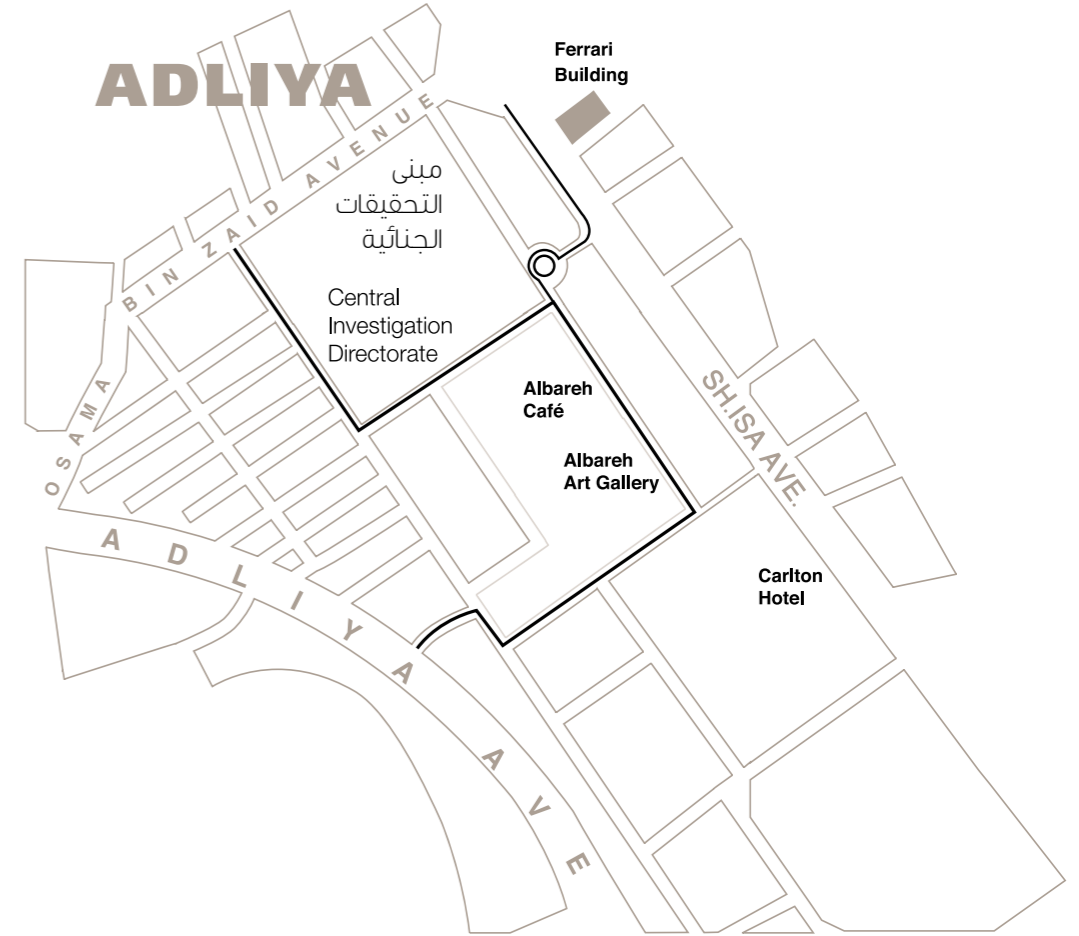 ADLIYA
Ferrari
Building
OSAMA BIN ZAID AVENUE
مبنى
التحقيقات
الجنائية
Central
Investigation
Directorate
Albareh
Café
Albareh
Art Gallery
SH.ISA AVE.
Carlton
Hotel
ADLIYA AVE